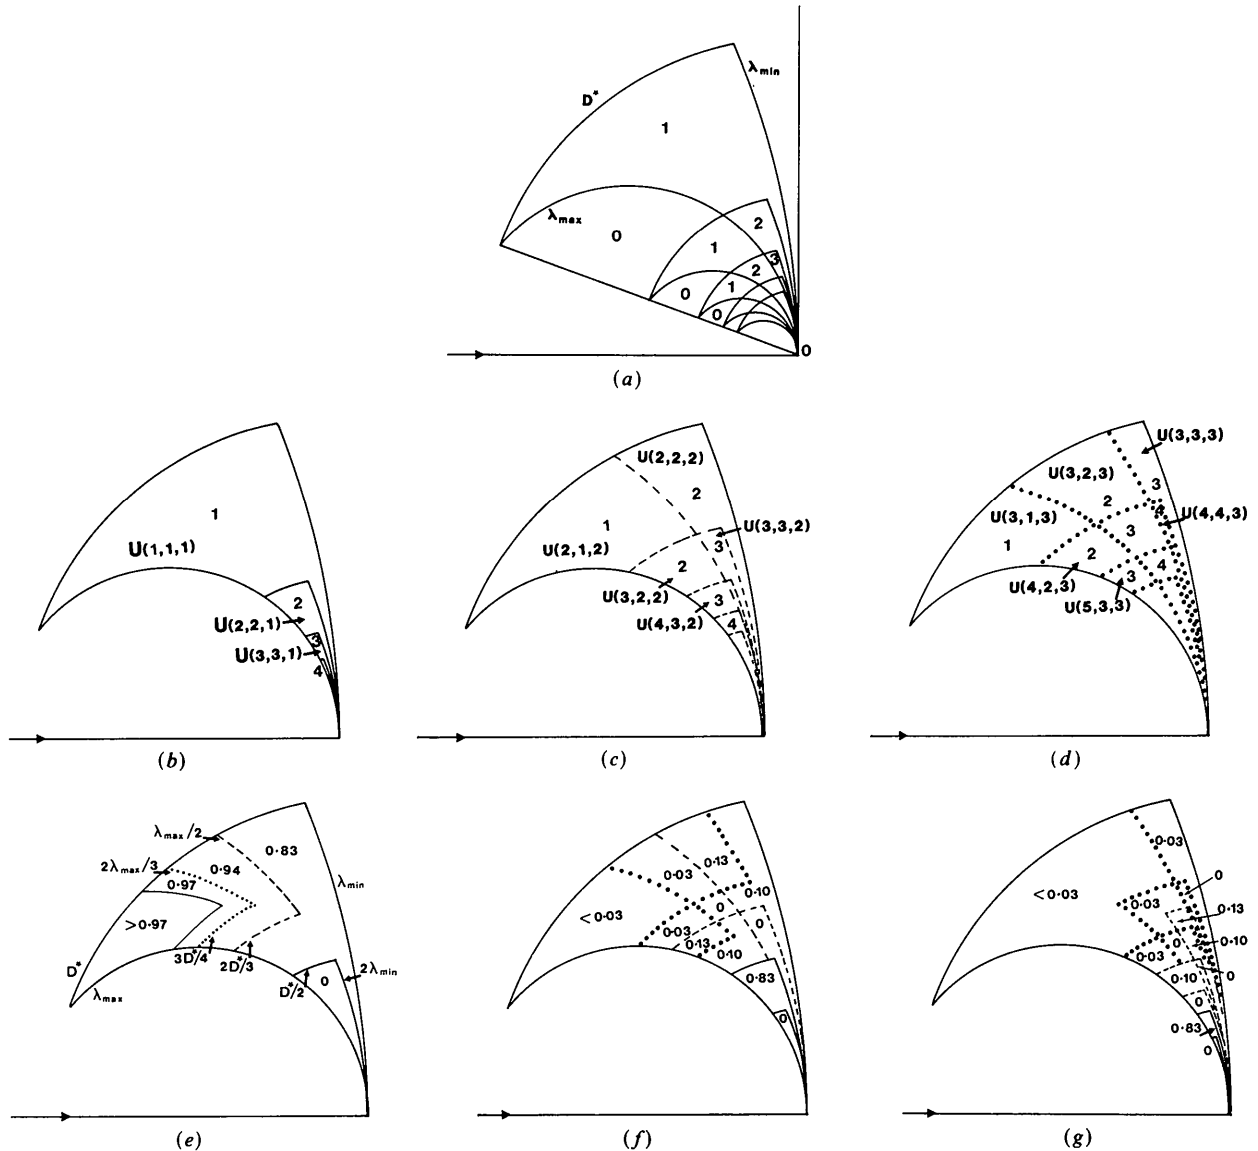 λmin
D*
1
λmax
0
2
1
3
2
0
1
0
0
(a)
1
U(1,1,1)
2
U(2,2,1)
3
U(3,3,1)
4
(b)
U(2,2,2)
2
1
U(3,3,2)
U(2,1,2)
3
2
U(3,2,2)
3
U(4,3,2)
4
(c)
U(3,3,3)
U(3,2,3)
3
2
4
U(3,1,3)
U(4,4,3)
3
1
2
4
3
U(4,2,3)
U(5,3,3)
(d)
λmax/2
0·83
2λmax/3
0·94
0·97
λmin
>0·97
3D*/4
2D*/3
D*
2λmin
0
D*/2
λmax
(e)
0·13
0·03
0·10
<0·03
0
0
0·03
0·13
0·10
0·83
0
(f)
0·03
0
<0·03
0·03
0·13
0·10
0
0·03
0
0·10
0
0·83
0
(g)